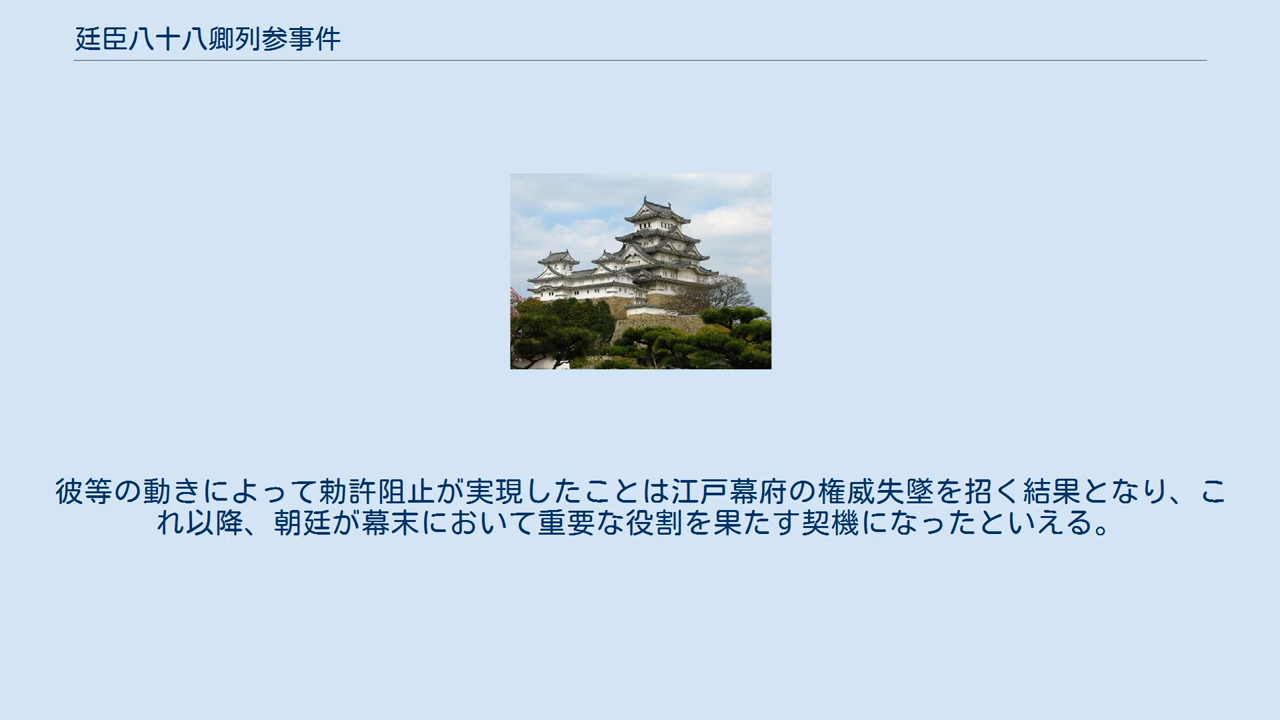 廷臣八十八卿列参事件
彼等の動きによって勅許阻止が実現したことは江戸幕府の権威失墜を招く結果となり、こ
れ以降、朝廷が幕末において重要な役割を果たす契機になったといえる。